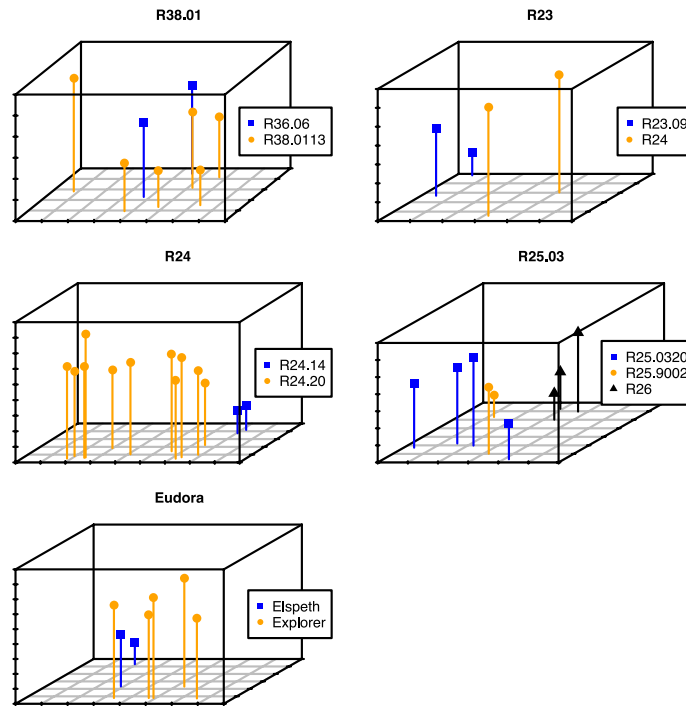 R38.01
R36.06
R38.0113
R23
R23.09
R24
R24
R24.14
R24.20
R25.03
R25.0320
R25.9002
R26
Eudora
Elspeth
Explorer